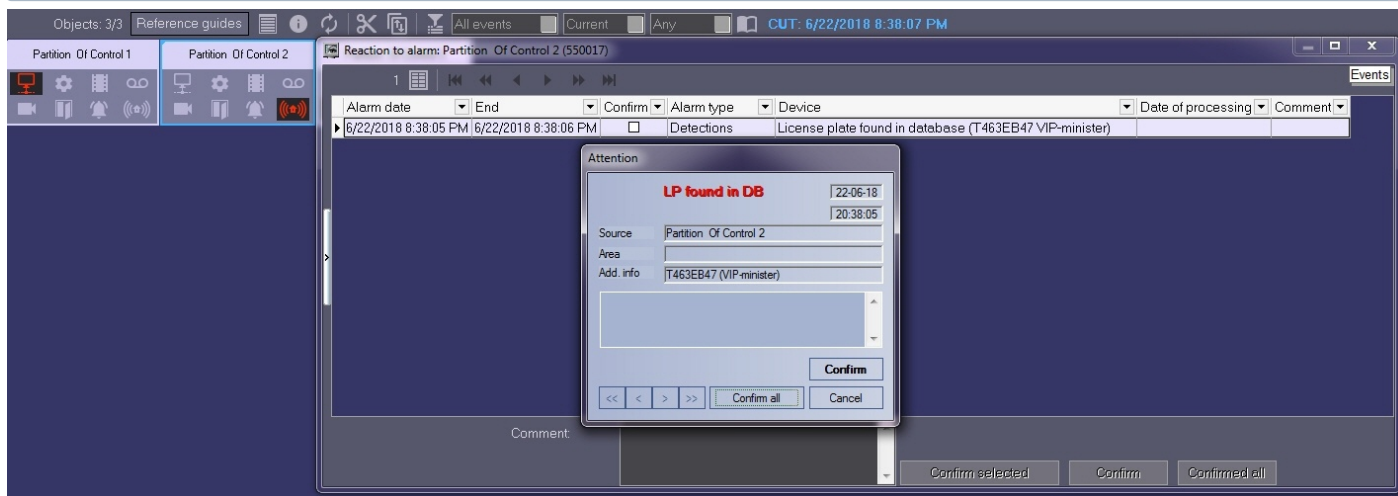 Objects: 3/3 Reference guides All events Current Any CUT: 6/22/2018 8:38:07 PM
Partition Of Control 1 Partition Of Control 2
Reaction to alarm: Partition Of Control 2 (550017)
1
Events
Alarm date End Confirm Alarm type Device Date of processing Comment
6/22/2018 8:38:05 PM 6/22/2018 8:38:06 PM Detections License plate found in database (T463EB47 VIP-minister)
Attention
LP found in DB 22-06-18
20:38:05
Source Partition Of Control 2
Area
Add. info T463EB47 (VIP-minister)
Confirm
<< < > >> Confirm all Cancel
Comment:
Confirm selected Confirm Confirmed all